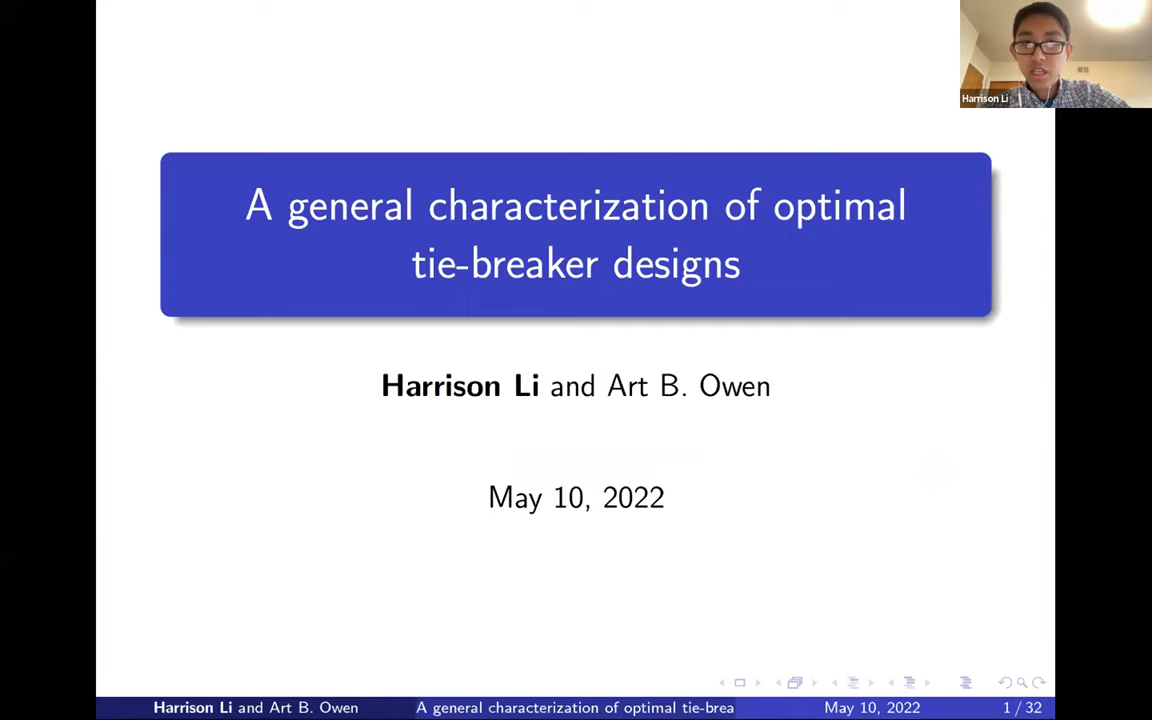 Harrison Li
A general characterization of optimal
tie-breaker designs
Harrison Li and Art B. Owen
May 10, 2022
Harrison Li and Art B. Owen A general characterization of optimal tie-brea May 10, 2022 1 / 32